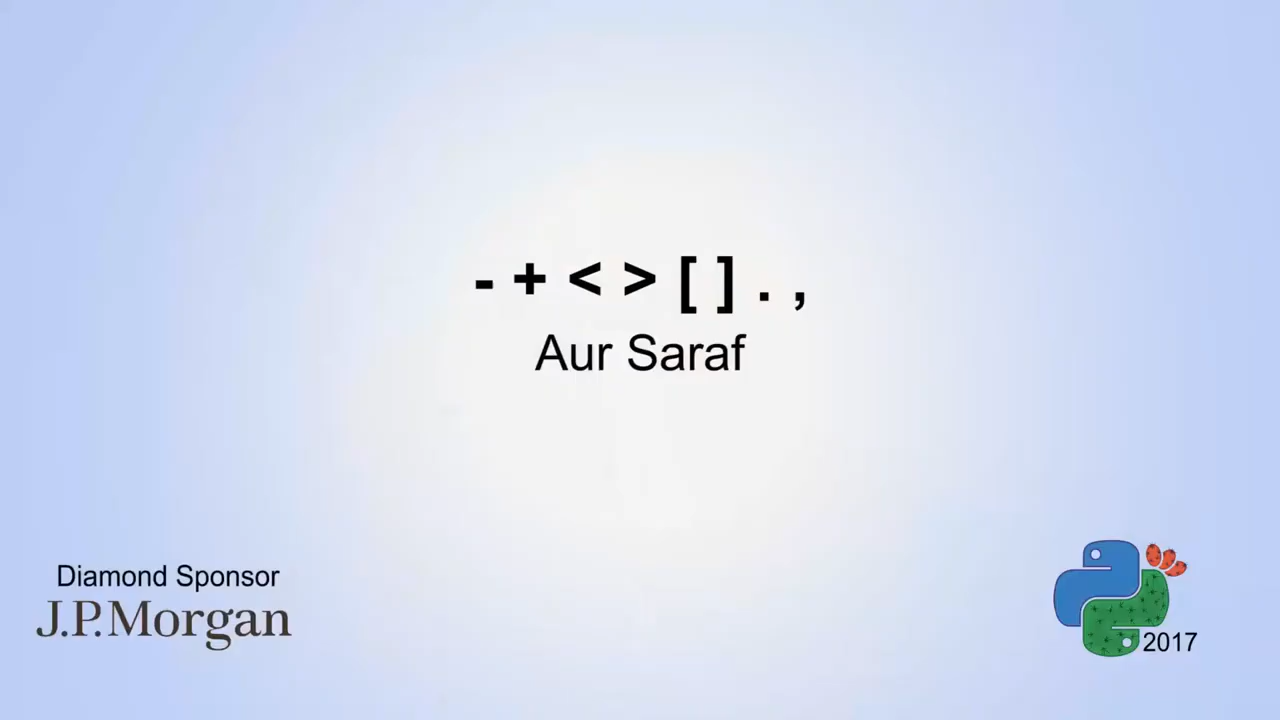 - + < > [ ] . ,
Aur Saraf
Diamond Sponsor
J.P.Morgan
2017